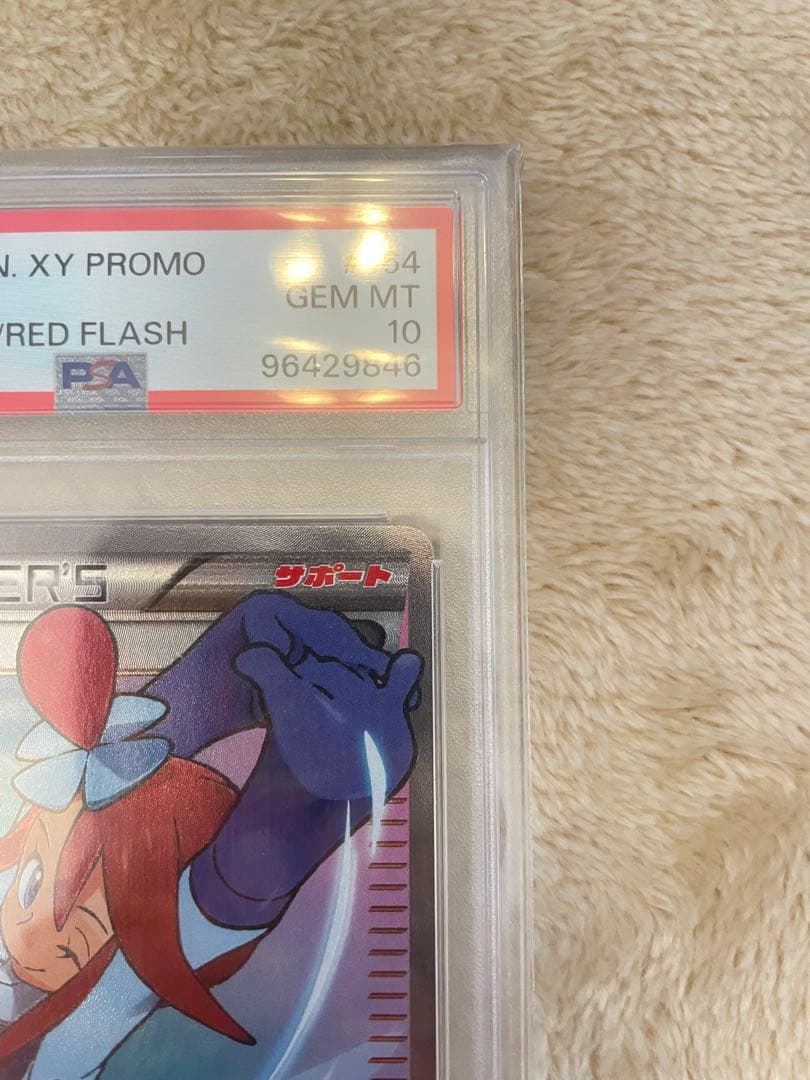 N. XY PROMO
GEM MT
/RED FLASH 10
PSA 96429846
ER'S サポート